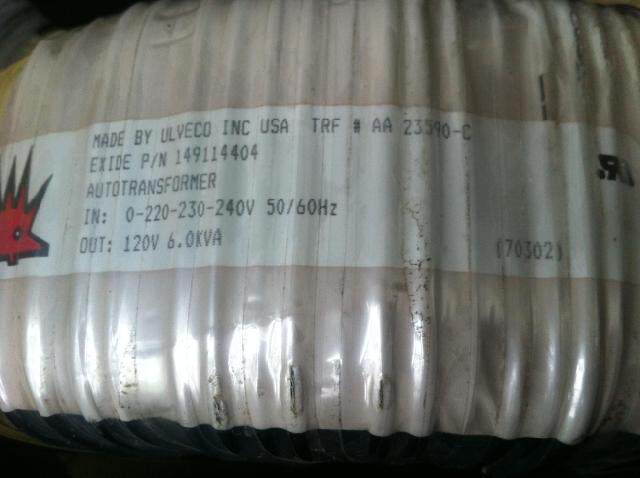 MADE BY ULVECO INC USA TRF # AA 23590-C
EXIDE P/N 149114404
AUTOTRANSFORMER
IN: 0-220-230-240V 50/60Hz
OUT: 120V 6.0KVA
(70302)